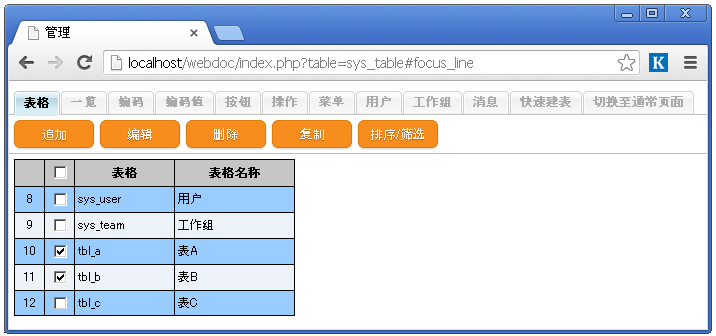 管理
localhost/webdoc/index.php?table=sys_table#focus_line
K
表格 一览 编码 编码值 按钮 操作 菜单 用户 工作组 消息 快速建表 切换至通常页面
追加 编辑 删除 复制 排序/筛选
表格 表格名称
8 sys_user 用户
9 sys_team 工作组
10 tbl_a 表A
11 tbl_b 表B
12 tbl_c 表C